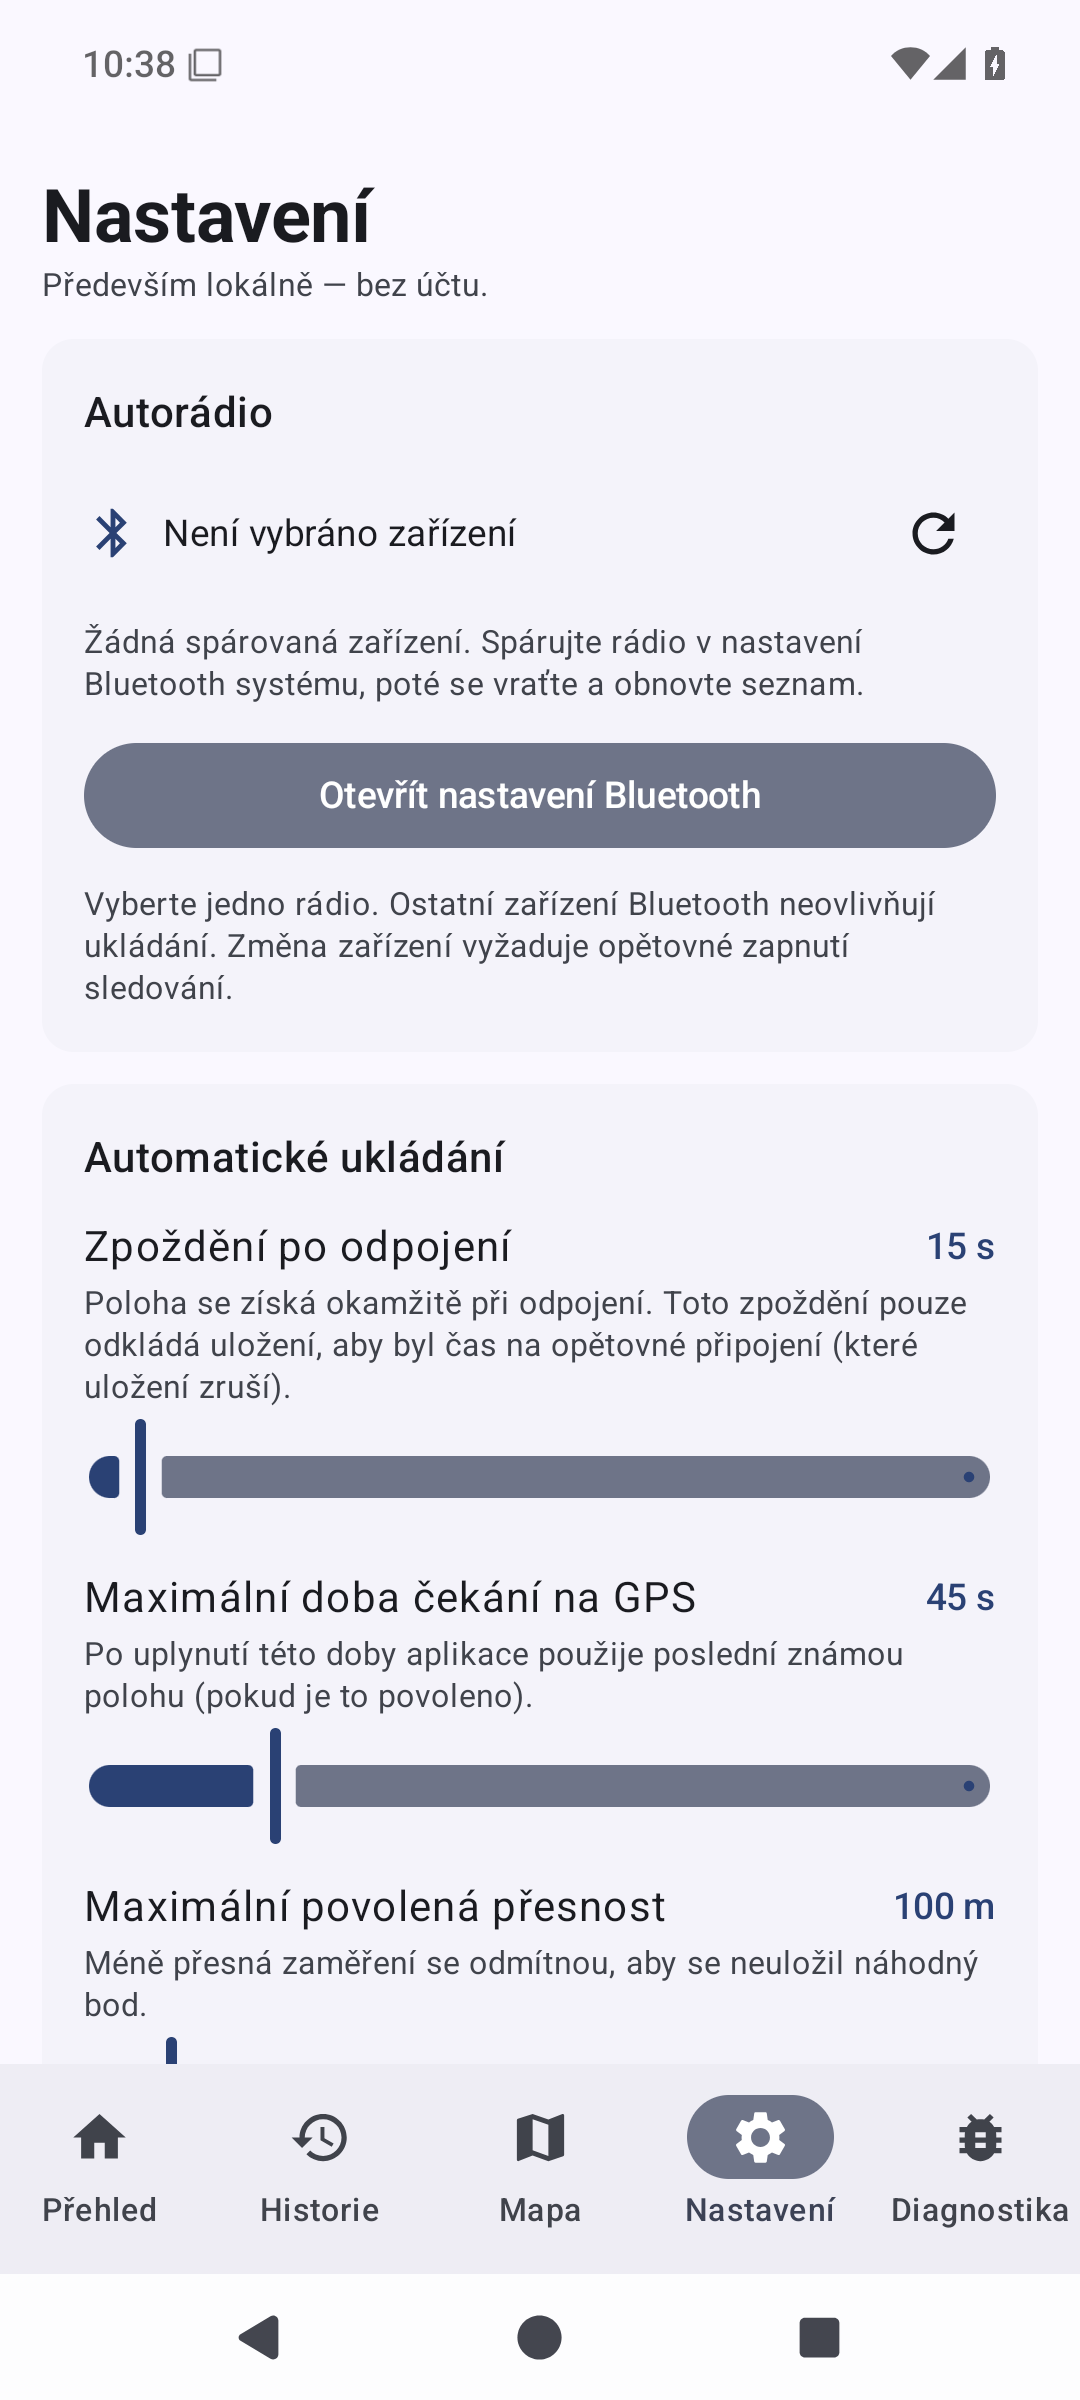 10:38
Nastavení
Především lokálně — bez účtu.
Autorádio
Není vybráno zařízení
Žádná spárovaná zařízení. Spárujte rádio v nastavení
Bluetooth systému, poté se vraťte a obnovte seznam.
Otevřít nastavení Bluetooth
Vyberte jedno rádio. Ostatní zařízení Bluetooth neovlivňují
ukládání. Změna zařízení vyžaduje opětovné zapnutí
sledování.
Automatické ukládání
Zpoždění po odpojení 15 s
Poloha se získá okamžitě při odpojení. Toto zpoždění pouze
odkládá uložení, aby byl čas na opětovné připojení (které
uložení zruší).
Maximální doba čekání na GPS 45 s
Po uplynutí této doby aplikace použije poslední známou
polohu (pokud je to povoleno).
Maximální povolená přesnost 100 m
Méně přesná zaměření se odmítnou, aby se neuložil náhodný
bod.
Přehled Historie Mapa Nastavení Diagnostika